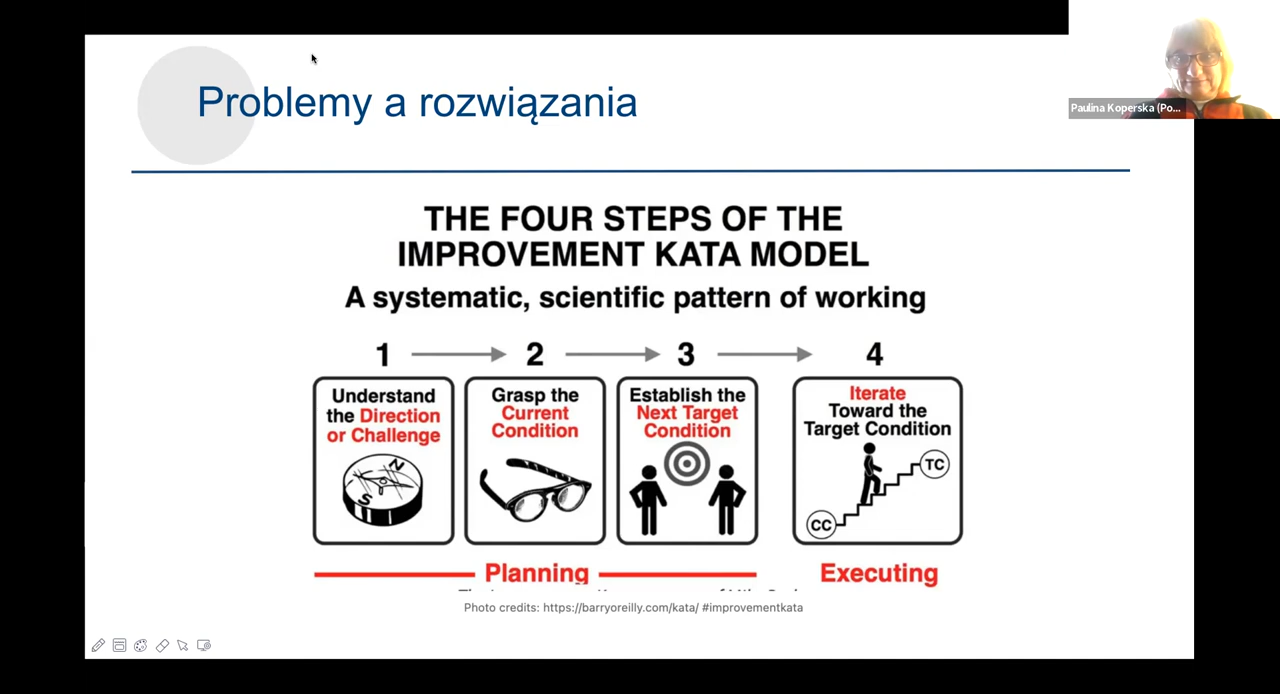 Problemy a rozwiązania
Paulina Koperska (Po...
THE FOUR STEPS OF THE
IMPROVEMENT KATA MODEL
A systematic, scientific pattern of working
1 2 3 4
Understand
the Direction
or Challenge
N
S
Grasp the
Current
Condition
Establish the
Next Target
Condition
Iterate
Toward the
Target Condition
TC
CC
Planning
Executing
Photo credits: https://barryoreilly.com/kata/ #improvementkata